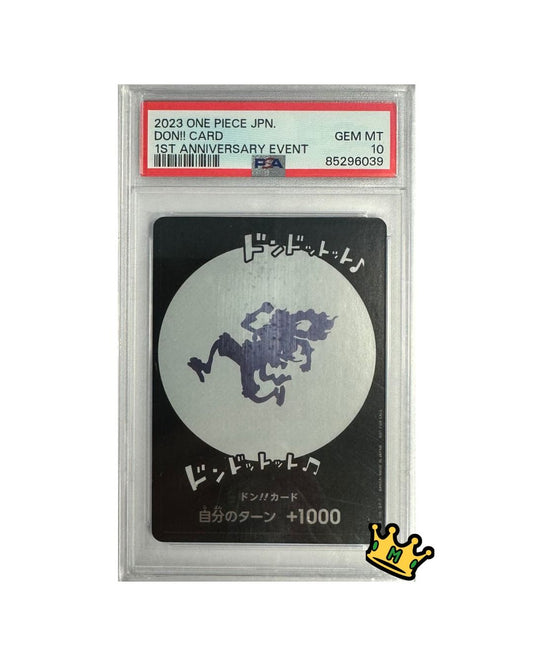 2023 ONE PIECE JPN.
DON!! CARD GEM MT
1ST ANNIVERSARY EVENT 10
PSA 85296039
ドンドットット♪
ドンドットット♫
ドン!!カード
自分のターン +1000
M